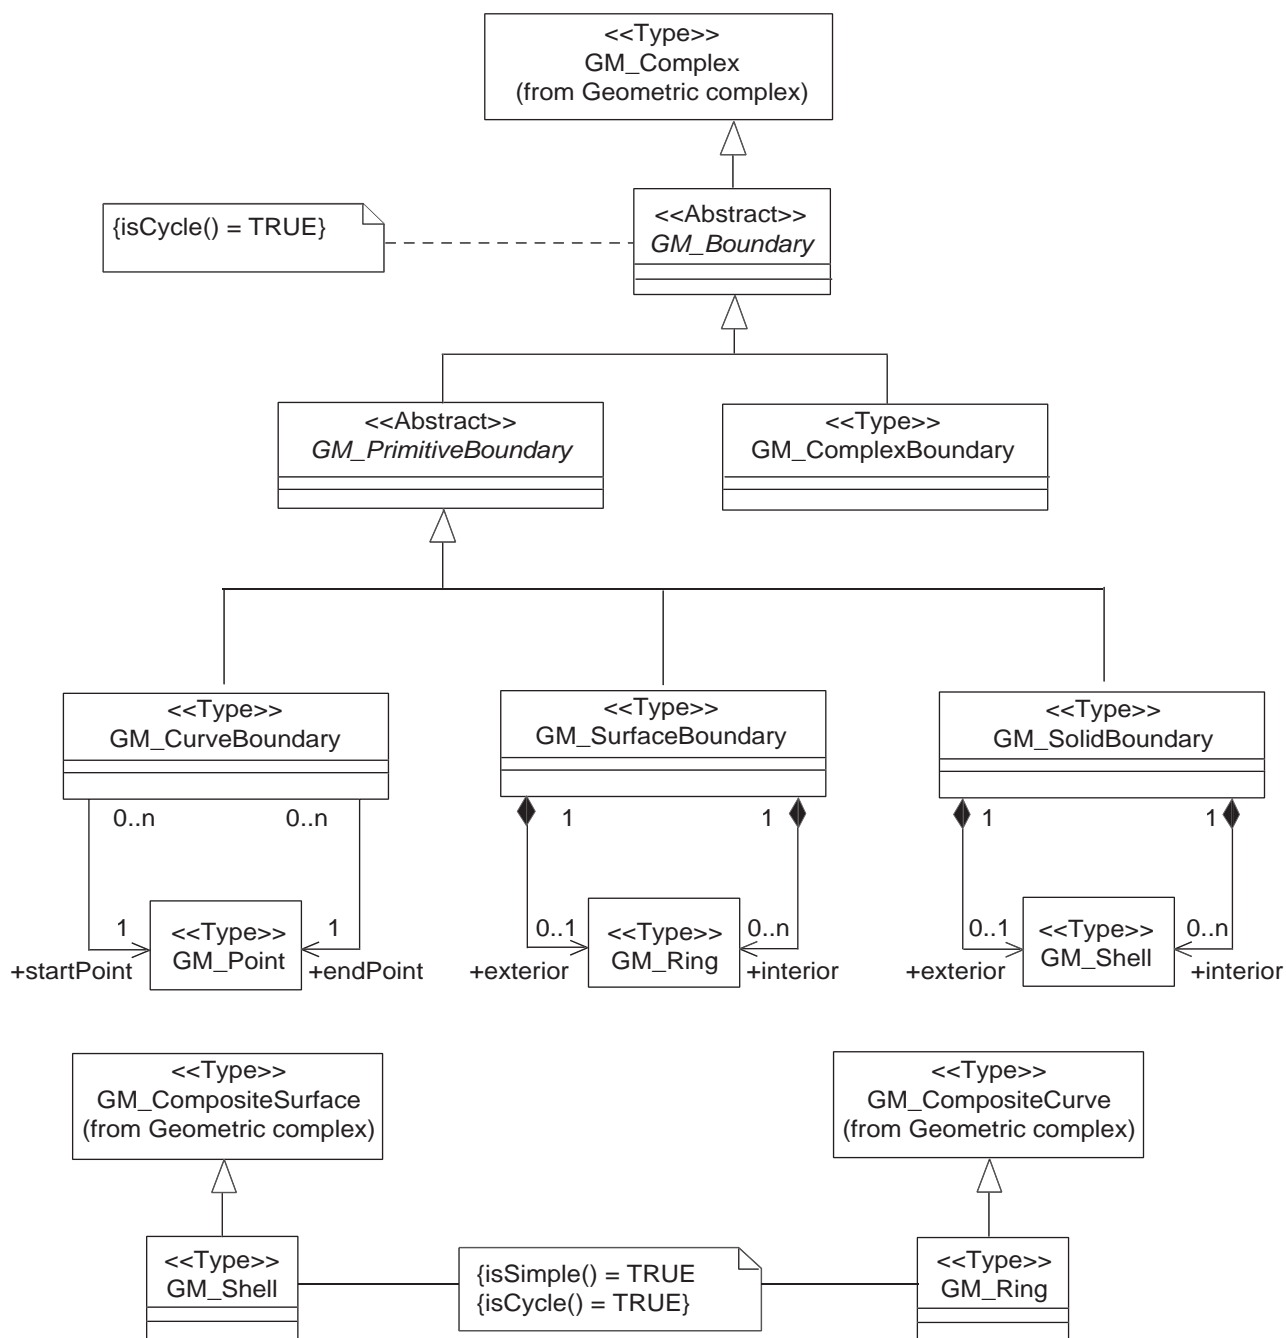 <<Type>>
GM_Complex
(from Geometric complex)
{isCycle() = TRUE}
<<Abstract>>
GM_Boundary
<<Abstract>>
GM_PrimitiveBoundary
<<Type>>
GM_ComplexBoundary
<<Type>>
GM_CurveBoundary
<<Type>>
GM_SurfaceBoundary
<<Type>>
GM_SolidBoundary
0..n
0..n
1
1
1
1
1
<<Type>>
GM_Point
1
+startPoint
+endPoint
0..1
<<Type>>
GM_Ring
0..n
+exterior
+interior
0..1
<<Type>>
GM_Shell
0..n
+exterior
+interior
<<Type>>
GM_CompositeSurface
(from Geometric complex)
<<Type>>
GM_CompositeCurve
(from Geometric complex)
<<Type>>
GM_Shell
{isSimple() = TRUE
{isCycle() = TRUE}
<<Type>>
GM_Ring